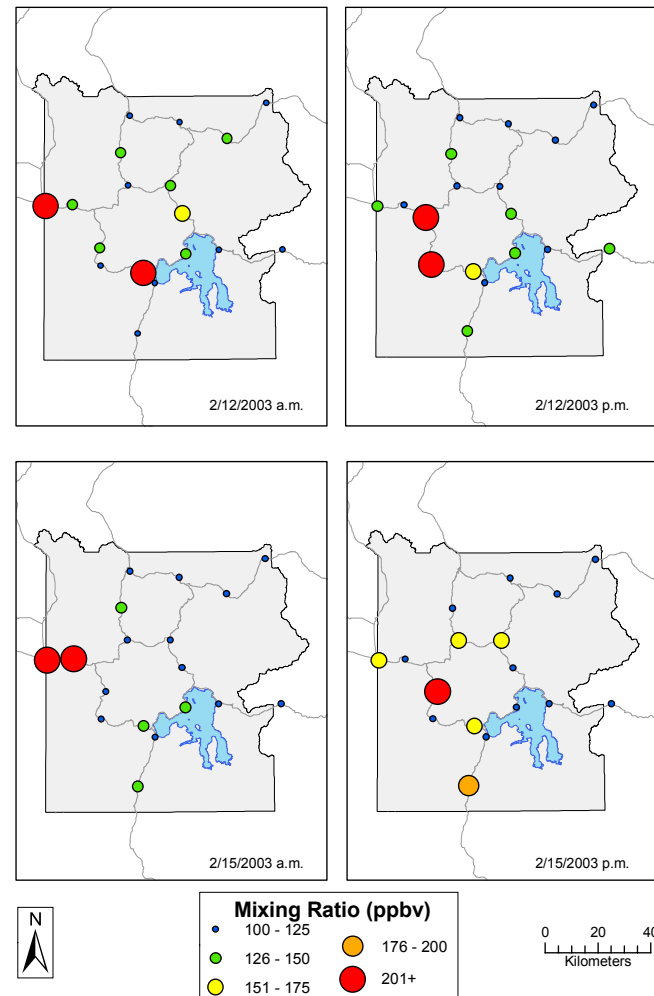 2/12/2003 a.m.
2/12/2003 p.m.
2/15/2003 a.m.
2/15/2003 p.m.
N
Mixing Ratio (ppbv)
100 - 125
126 - 150
151 - 175
176 - 200
201+
0 20 40
Kilometers